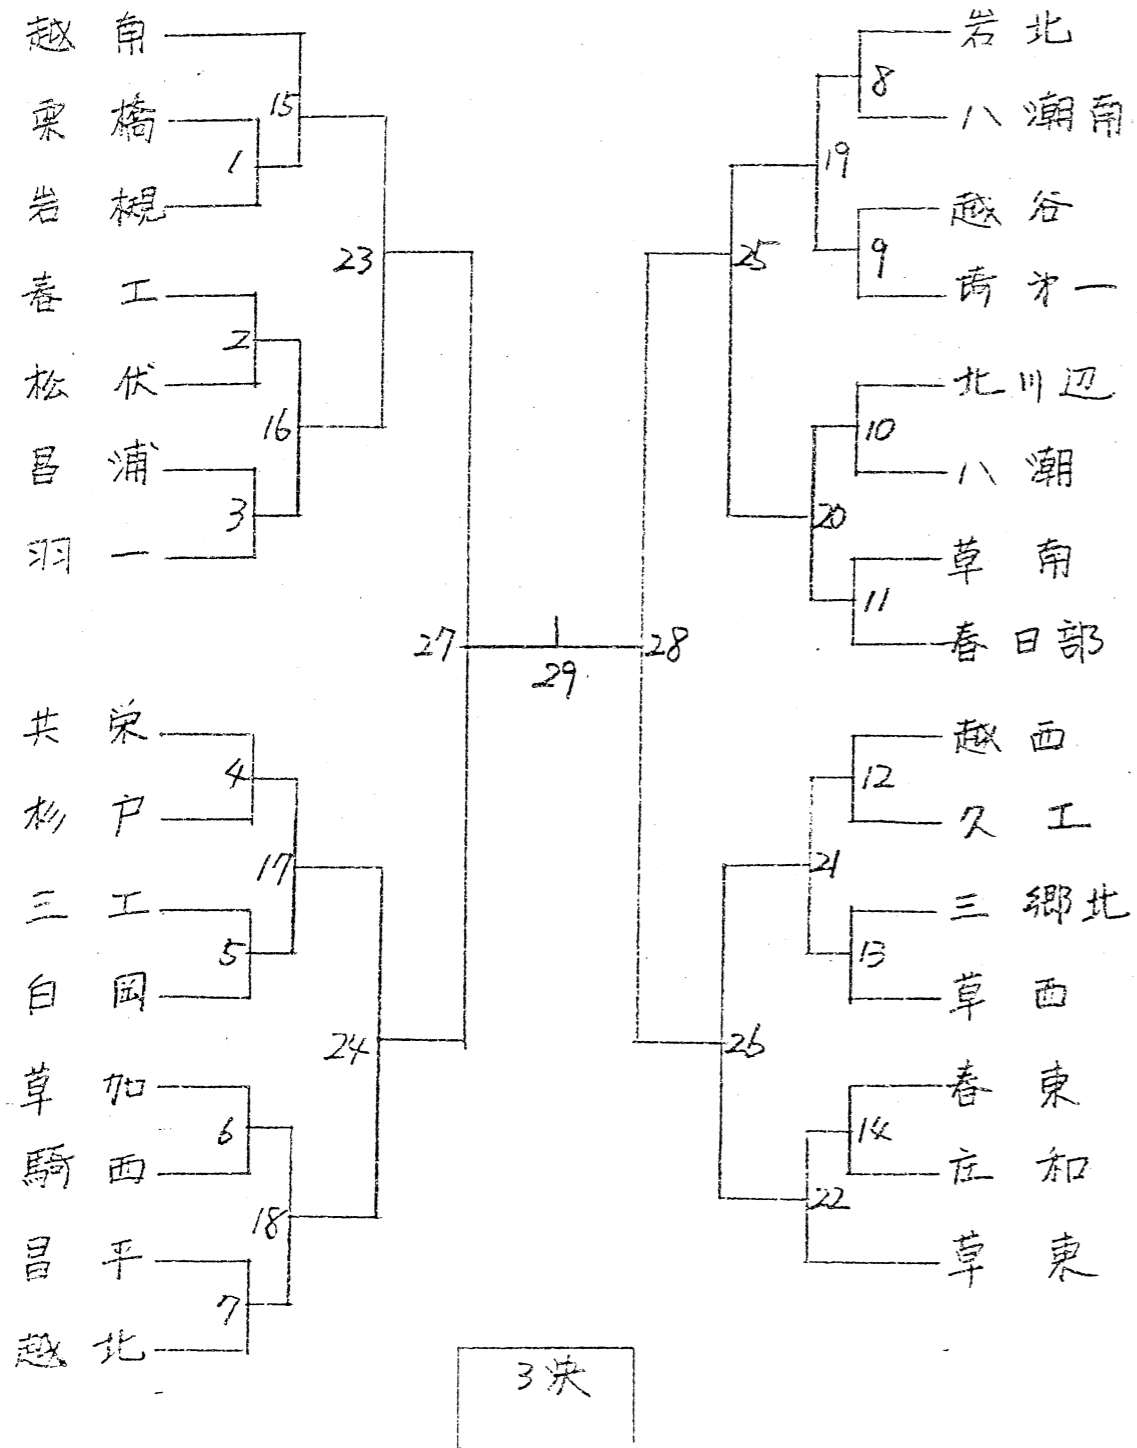 越南
栗橋
岩槻
春工
松伏
昌浦
羽一
共栄
杉戸
三工
白岡
草加
騎西
昌平
越北
15
1
23
2
16
3
27
4
17
5
24
6
18
7
29
3決
岩北
八潮南
越谷
才一
北川辺
八潮
草南
春日部
越西
久工
三郷北
草西
春東
庄和
草東
8
19
9
25
10
20
11
28
12
21
13
26
14
22